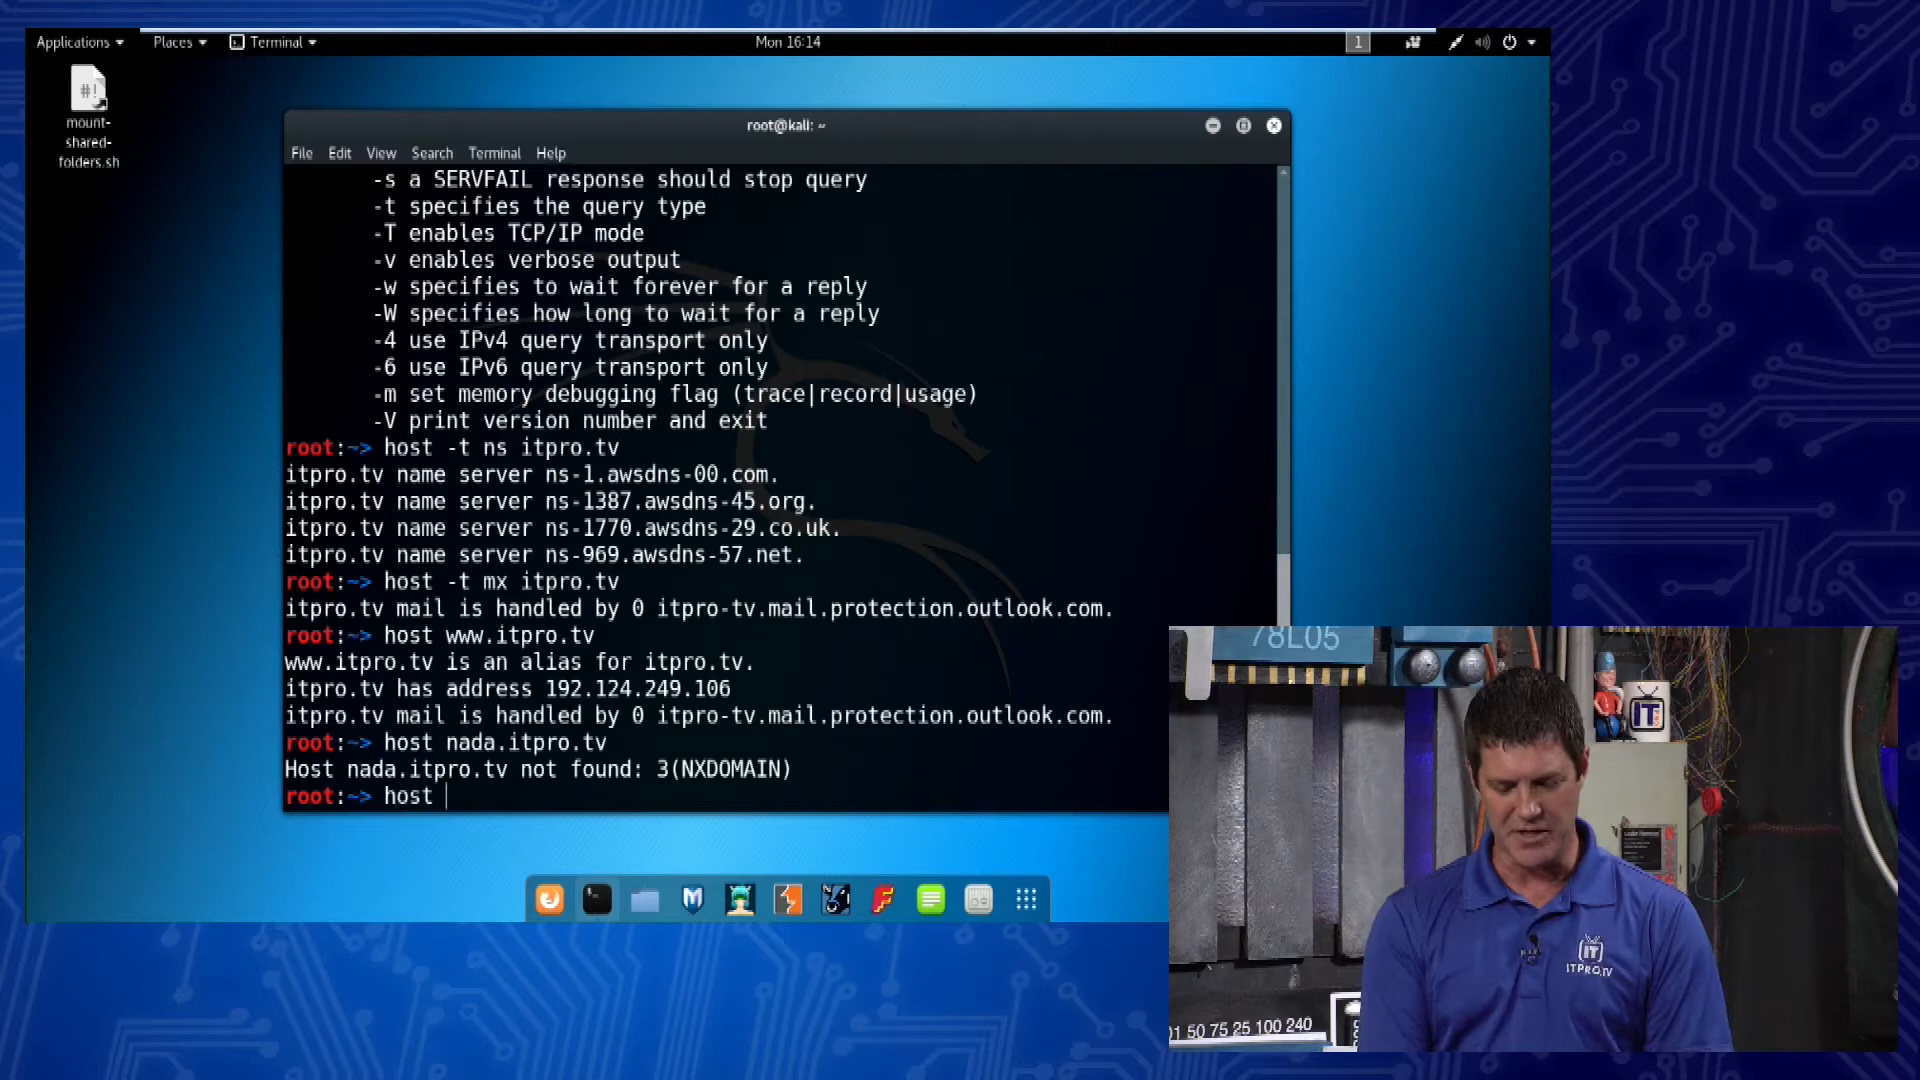 Applications Places Terminal Mon 16:14 1
#!
mount-
shared-
folders.sh
root@kali: ~
File Edit View Search Terminal Help
-s a SERVFAIL response should stop query
-t specifies the query type
-T enables TCP/IP mode
-v enables verbose output
-w specifies to wait forever for a reply
-W specifies how long to wait for a reply
-4 use IPv4 query transport only
-6 use IPv6 query transport only
-m set memory debugging flag (trace|record|usage)
-V print version number and exit
root:~> host -t ns itpro.tv
itpro.tv name server ns-1.awsdns-00.com.
itpro.tv name server ns-1387.awsdns-45.org.
itpro.tv name server ns-1770.awsdns-29.co.uk.
itpro.tv name server ns-969.awsdns-57.net.
root:~> host -t mx itpro.tv
itpro.tv mail is handled by 0 itpro-tv.mail.protection.outlook.com.
root:~> host www.itpro.tv
www.itpro.tv is an alias for itpro.tv.
itpro.tv has address 192.124.249.106
itpro.tv mail is handled by 0 itpro-tv.mail.protection.outlook.com.
root:~> host nada.itpro.tv
Host nada.itpro.tv not found: 3(NXDOMAIN)
root:~> host
78L05
IT
IT
ITPRO.TV
01 50 75 25 100 240